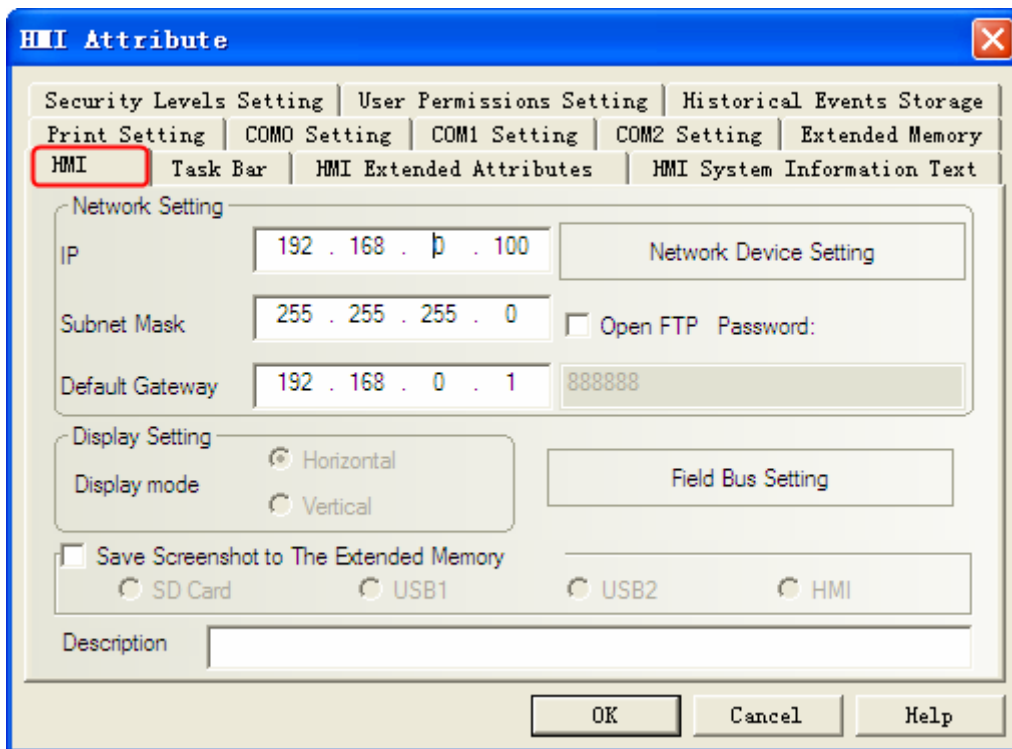 HMI Attribute
Security Levels Setting User Permissions Setting Historical Events Storage
Print Setting COM0 Setting COM1 Setting COM2 Setting Extended Memory
HMI Task Bar HMI Extended Attributes HMI System Information Text
Network Setting
IP 192 . 168 . 0 . 100 Network Device Setting
Subnet Mask 255 . 255 . 255 . 0 Open FTP Password:
Default Gateway 192 . 168 . 0 . 1 888888
Display Setting
Display mode Horizontal
Vertical
Field Bus Setting
Save Screenshot to The Extended Memory
SD Card USB1 USB2 HMI
Description
OK Cancel Help